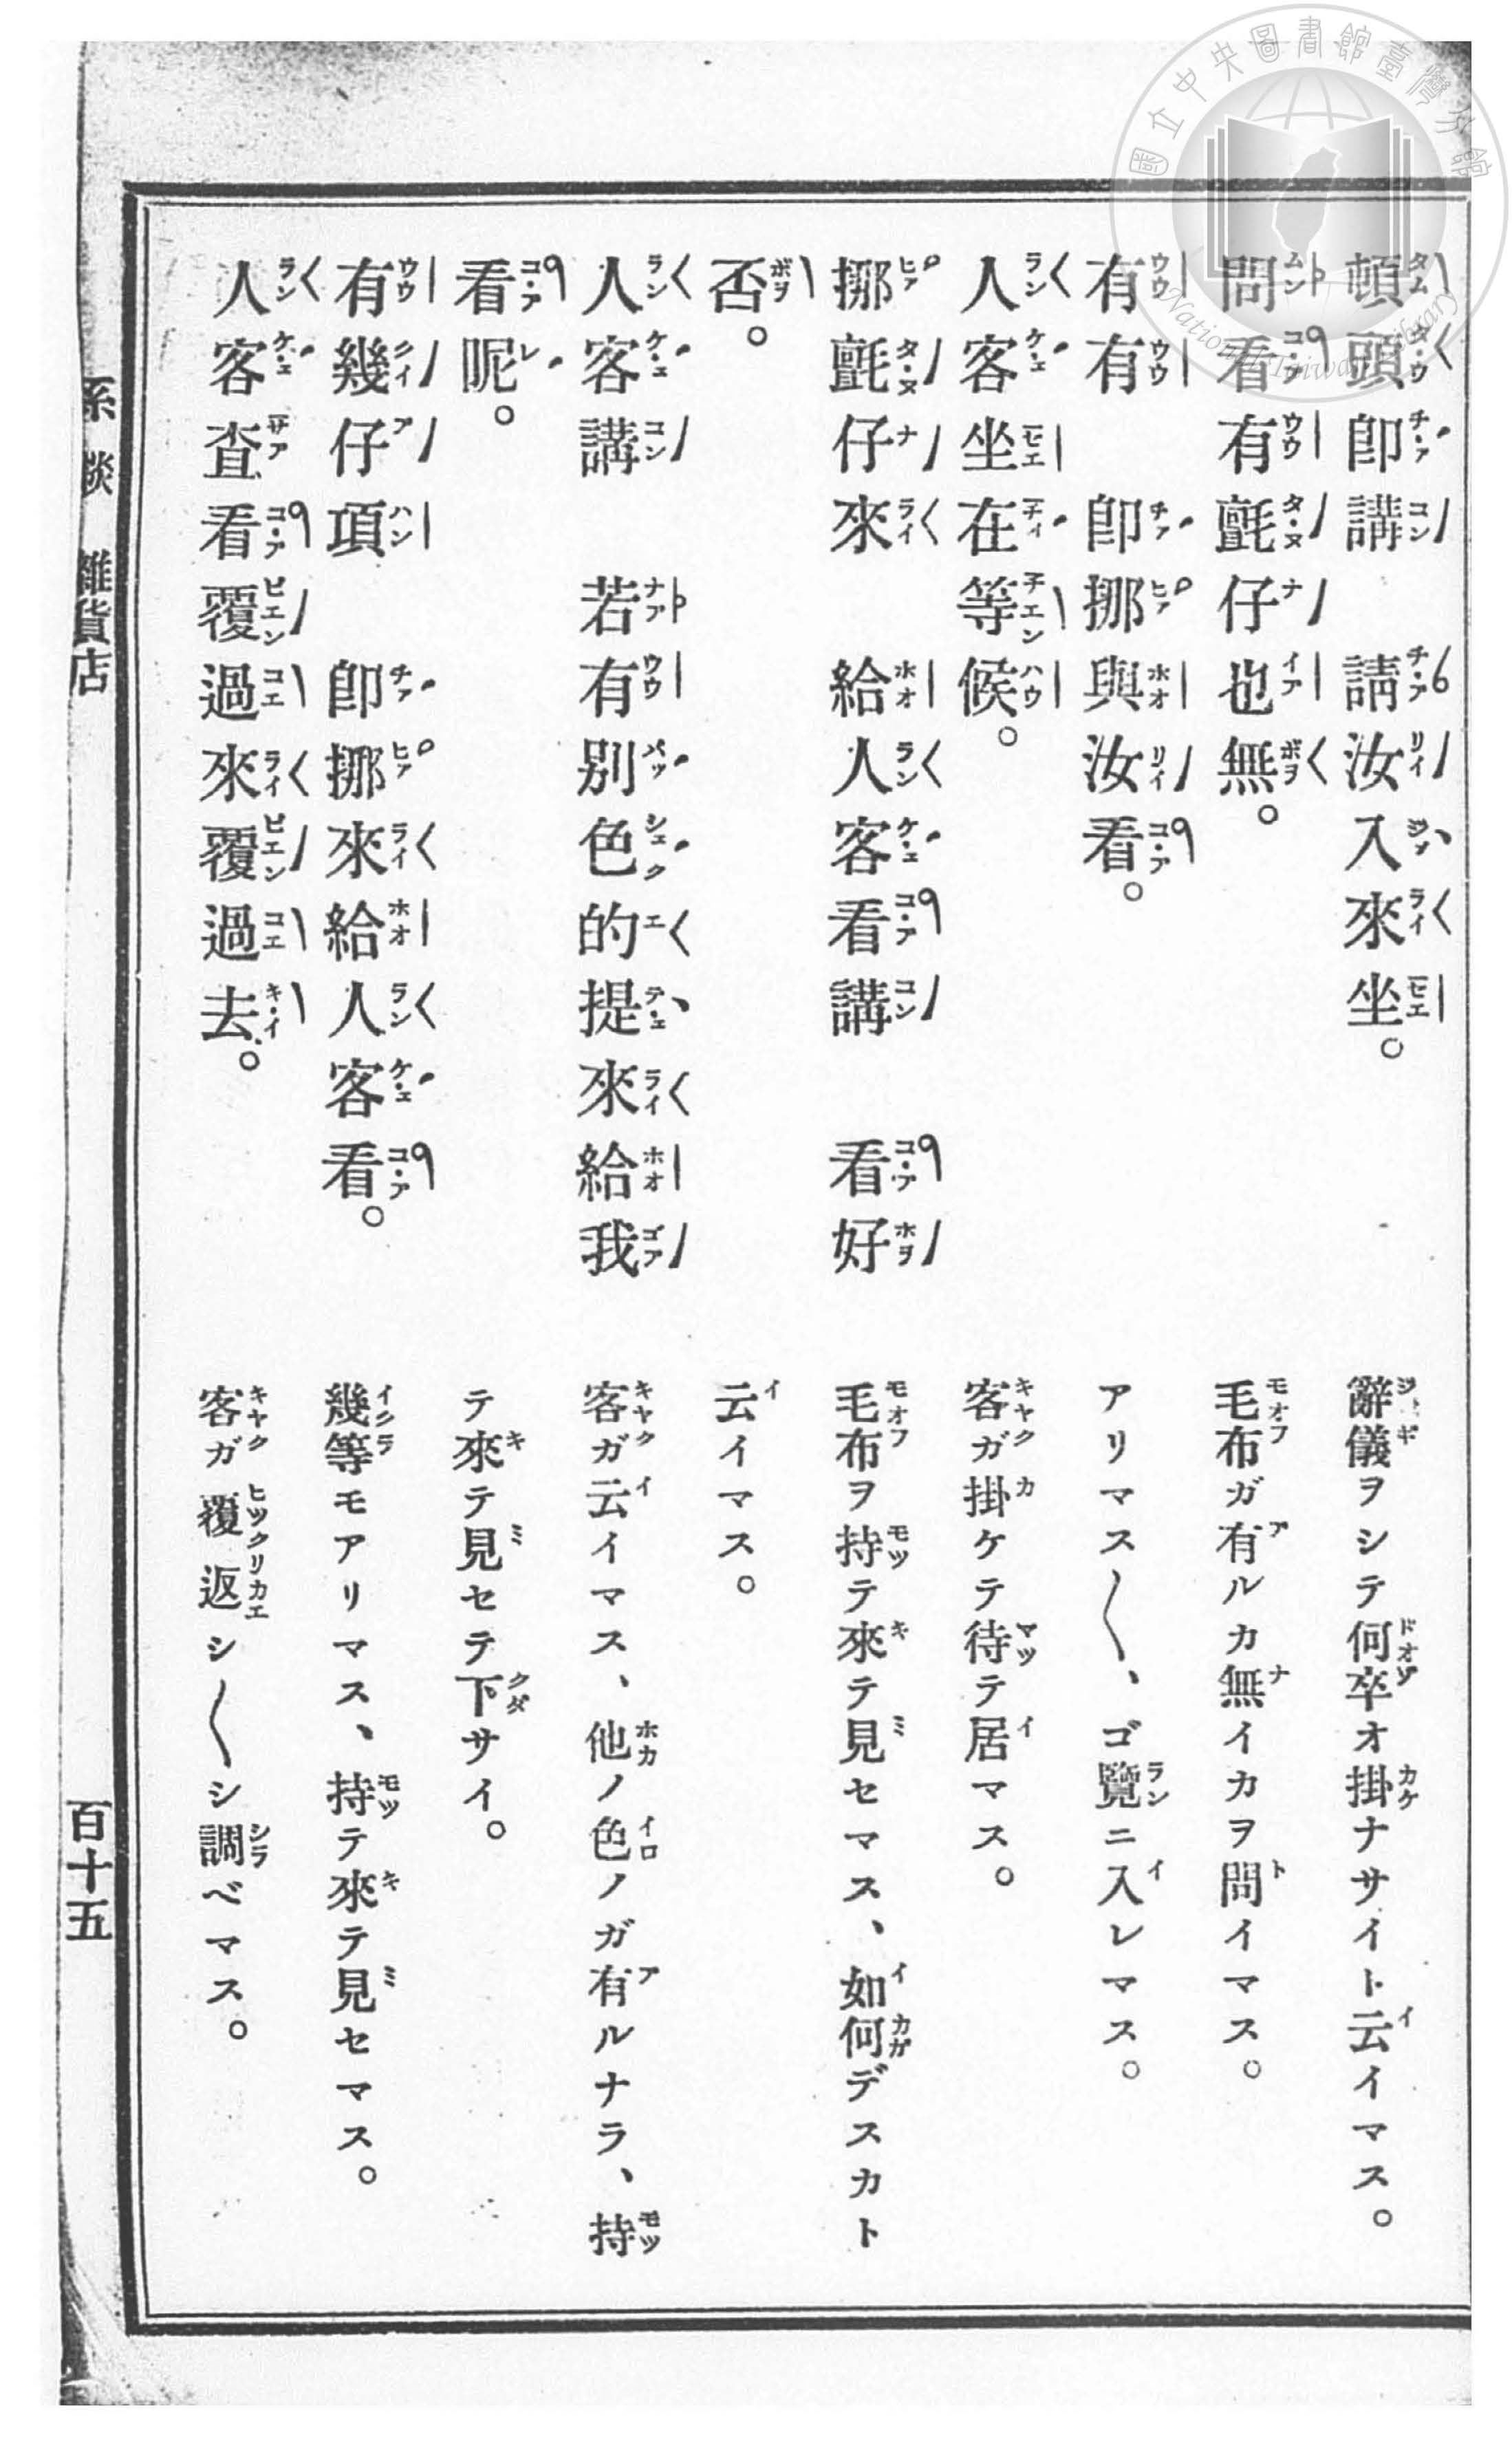 頓頭卽講　請汝入來坐。
問看有氈仔也無。
有有　卽挪與汝看。
人客坐在等候。
挪氈仔來　給人客看講　看好
否。
人客講　若有別色的提來給我
看呢。
有幾仔項　卽挪來給人客看。
人客査看覆過來覆過去。
辭儀ヲシテ何卒オ掛ナサイト云イマス。
毛布ガ有ルカ無イカヲ問イマス。
アリマス〱、ゴ覽ニ入レマス。
客ガ掛ケテ待テ居マス。
毛布ヲ持テ來テ見セマス、如何デスカト
云イマス。
客ガ云イマス、他ノ色ノガ有ルナラ、持
テ來テ見セテ下サイ。
幾等モアリマス、持テ來テ見セマス。
客ガ覆返シ〱シ調ベマス。
雜貨店
百十五
國立中央圖書館臺灣分館
National Taiwan Library